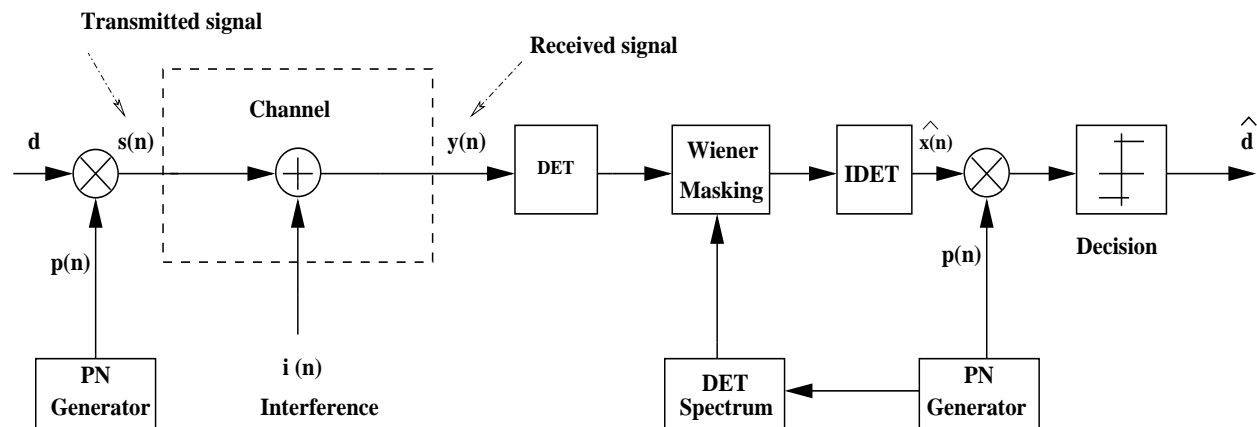 Transmitted signal
Received signal
Channel
d
s(n)
y(n)
DET
Wiener
Masking
IDET
x̂(n)
d̂
Decision
p(n)
p(n)
i (n)
Interference
PN
Generator
DET
Spectrum
PN
Generator